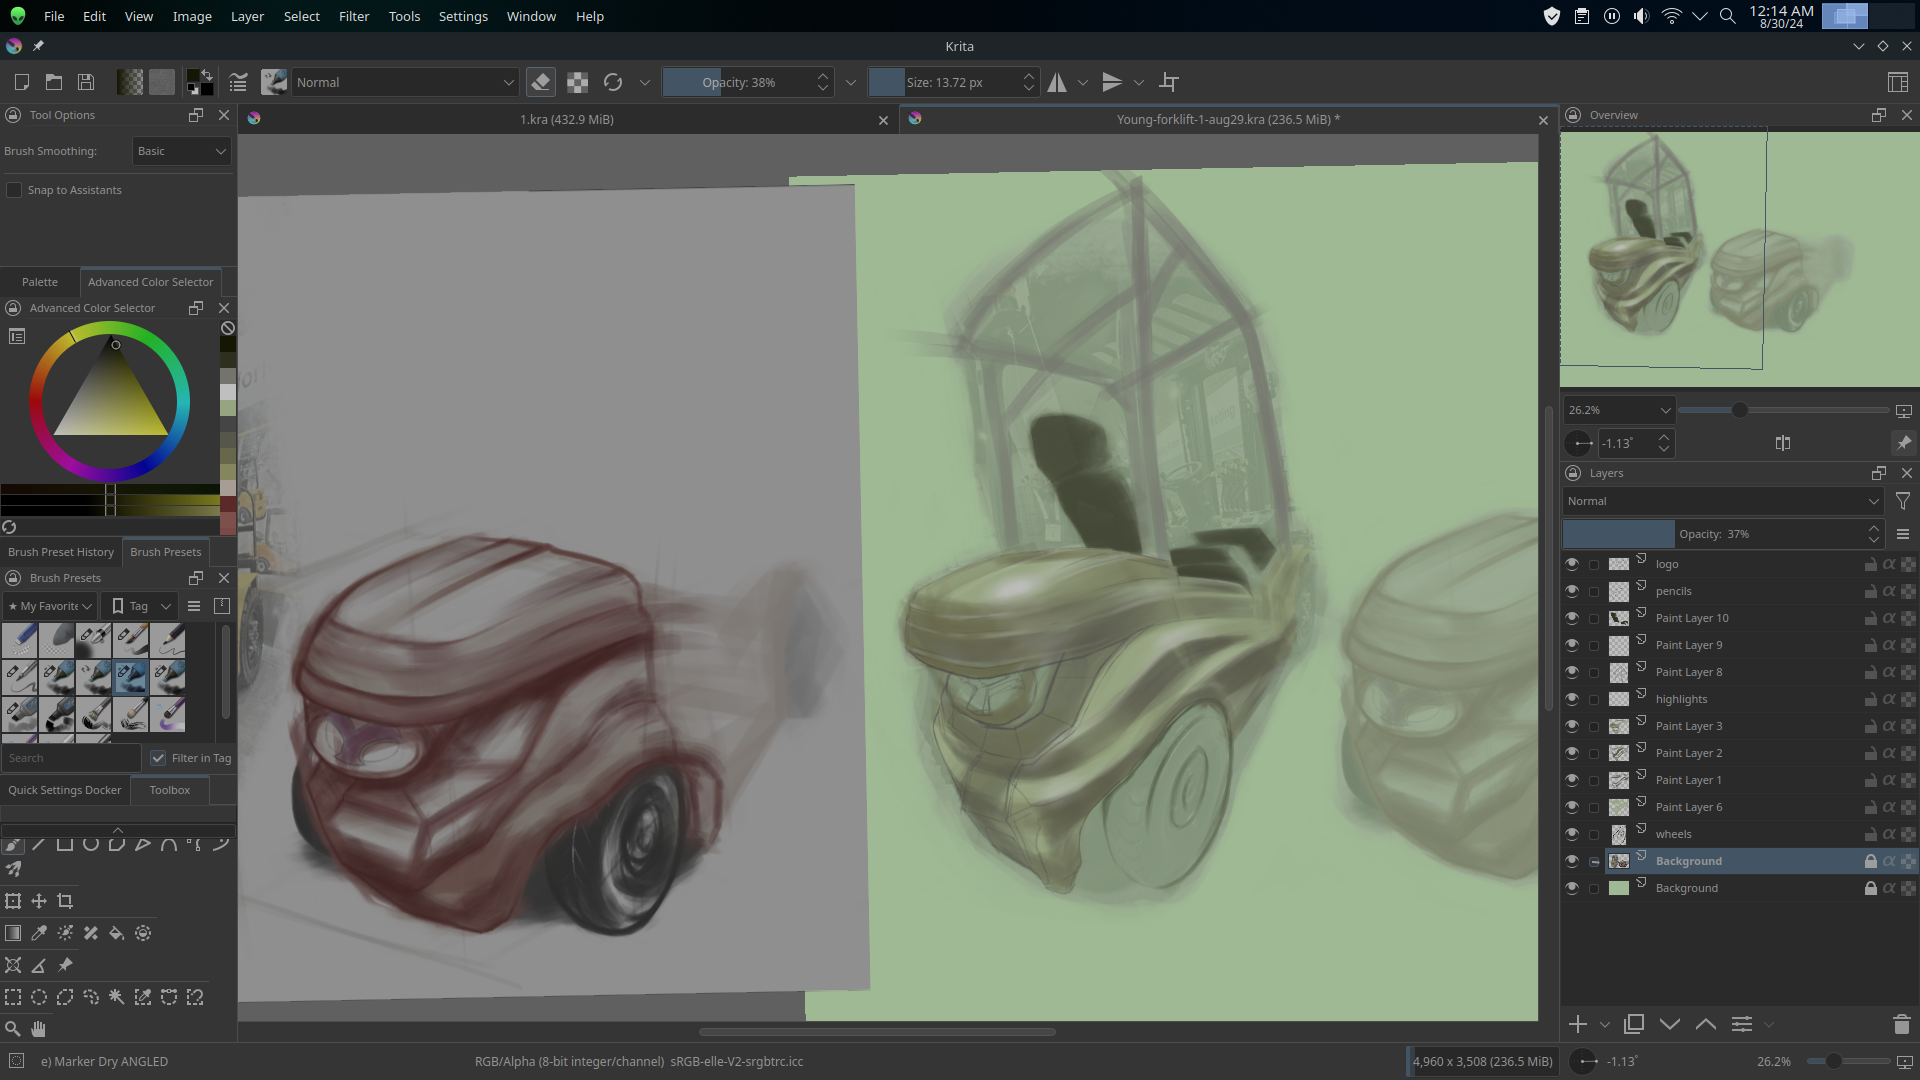 File Edit View Image Layer Select Filter Tools Settings Window Help
12:14 AM
8/30/24
Krita
Normal
Opacity: 38%
Size: 13.72 px
Tool Options
1.kra (432.9 MiB)
Young-forklift-1-aug29.kra (236.5 MiB) *
Overview
Brush Smoothing:
Basic
Snap to Assistants
Palette
Advanced Color Selector
Advanced Color Selector
Brush Preset History
Brush Presets
Brush Presets
★ My Favorite
Tag
Search
Filter in Tag
Quick Settings Docker
Toolbox
26.2%
-1.13°
Layers
Normal
Opacity: 37%
logo
pencils
Paint Layer 10
Paint Layer 9
Paint Layer 8
highlights
Paint Layer 3
Paint Layer 2
Paint Layer 1
Paint Layer 6
wheels
Background
Background
e) Marker Dry ANGLED
RGB/Alpha (8-bit integer/channel) sRGB-elle-V2-srgbtrc.icc
4,960 x 3,508 (236.5 MiB)
-1.13°
26.2%